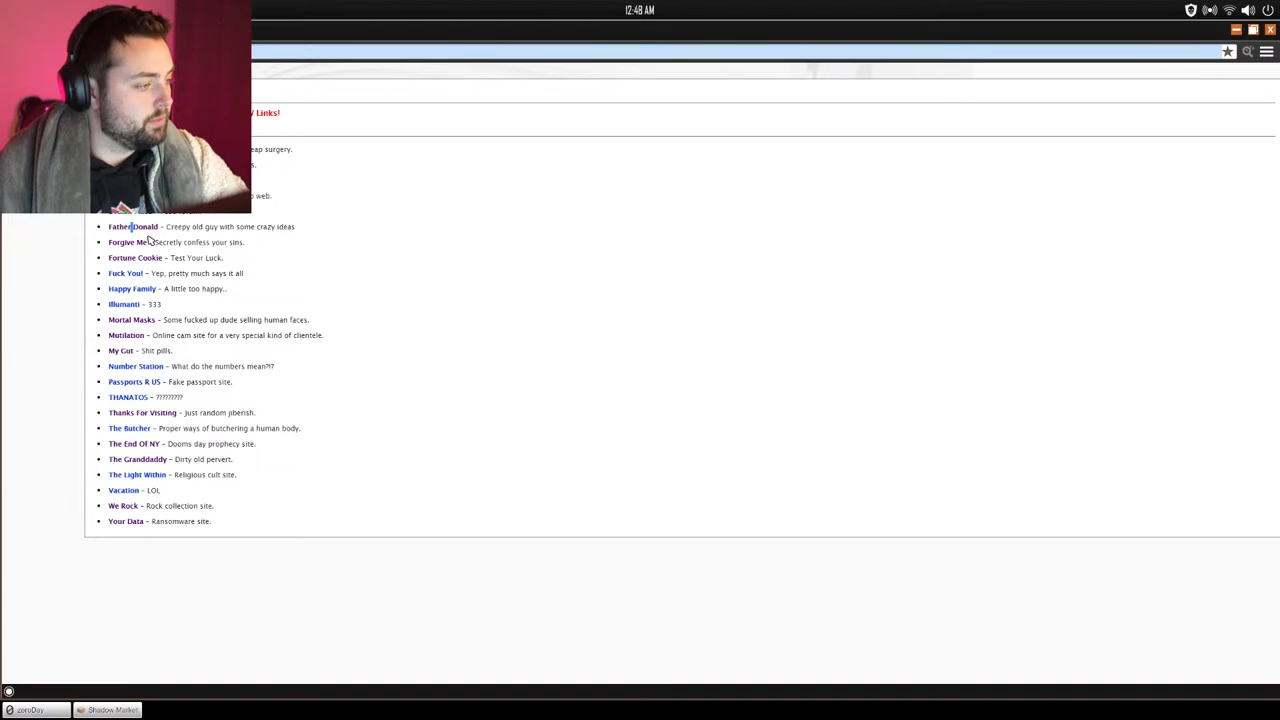 12:48 AM
Links!
surgery.
web.
Father Donald - Creepy old guy with some crazy ideas
Forgive Me - Secretly confess your sins.
Fortune Cookie - Test Your Luck.
Fuck You! - Yep, pretty much says it all
Happy Family - A little too happy..
Illumanti - 333
Mortal Masks - Some fucked up dude selling human faces.
Mutilation - Online cam site for a very special kind of clientele.
My Gut - Shit pills.
Number Station - What do the numbers mean?!?
Passports R US - Fake passport site.
THANATOS - ?????????
Thanks For Visiting - Just random jiberish.
The Butcher - Proper ways of butchering a human body.
The End Of NY - Dooms day prophecy site.
The Granddaddy - Dirty old pervert.
The Light Within - Religious cult site.
Vacation - LOL
We Rock - Rock collection site.
Your Data - Ransomware site.
zeroDay
Shadow Market